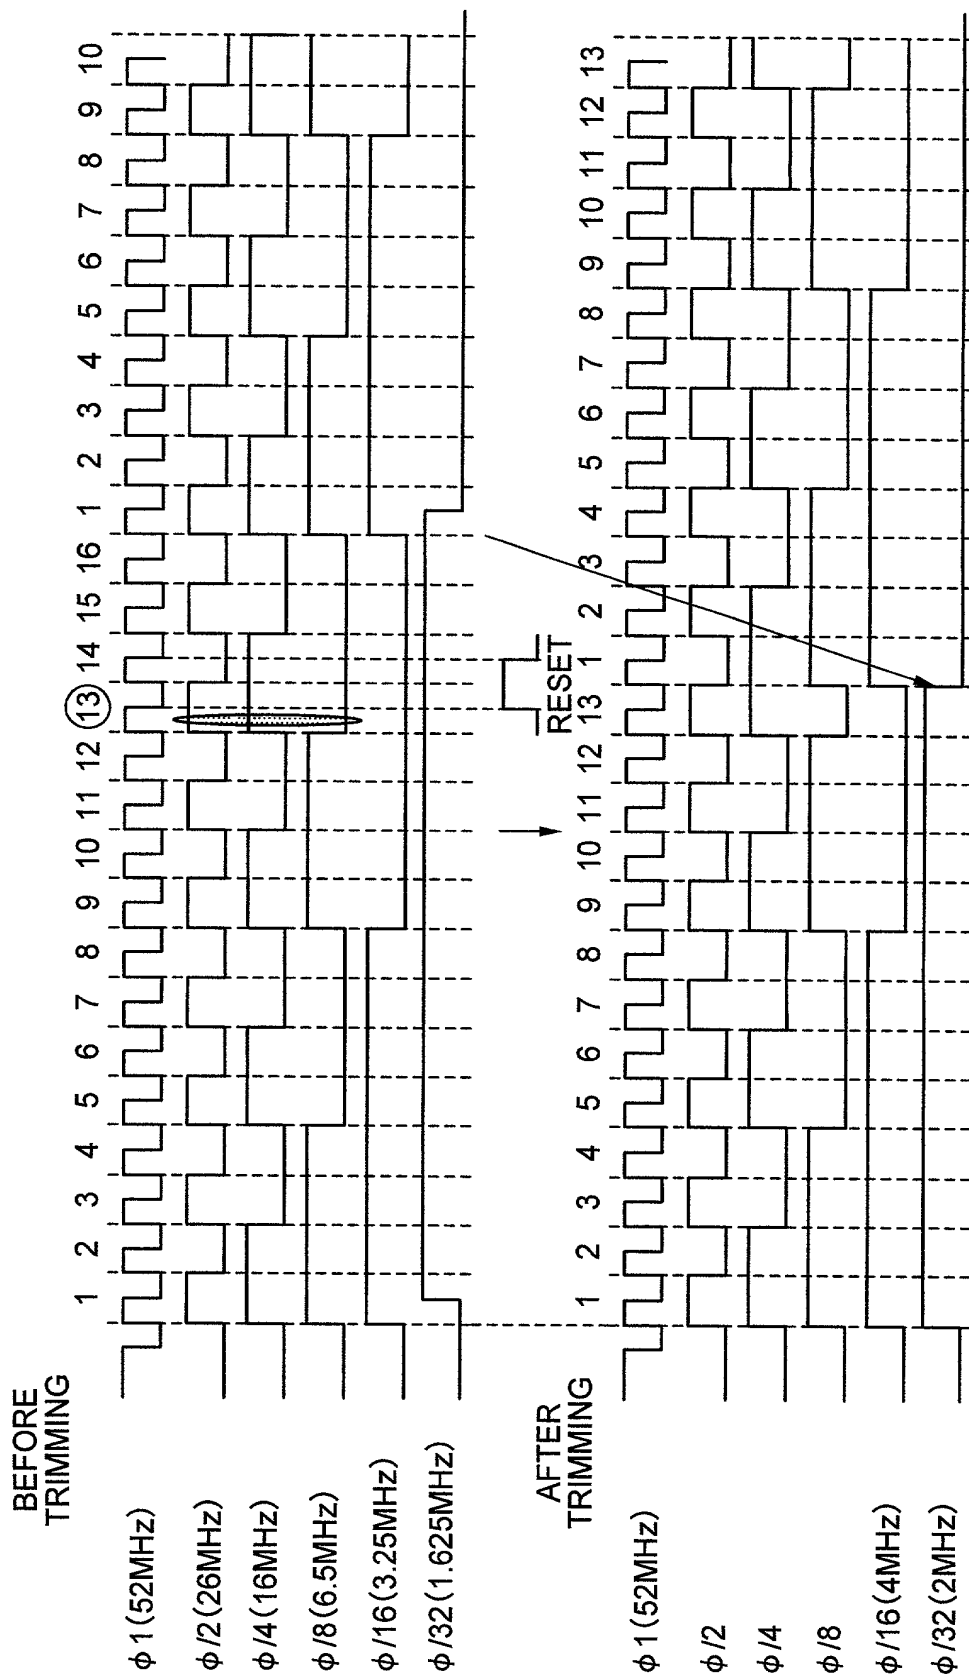 BEFORE
TRIMMING
1 2 3 4 5 6 7 8 9 10 11 12 13 14 15 16 1 2 3 4 5 6 7 8 9 10
φ1(52MHz)
φ/2(26MHz)
φ/4(16MHz)
φ/8(6.5MHz)
φ/16(3.25MHz)
φ/32(1.625MHz)
RESET
AFTER
TRIMMING
1 2 3 4 5 6 7 8 9 10 11 12 13 1 2 3 4 5 6 7 8 9 10 11 12 13
φ1(52MHz)
φ/2
φ/4
φ/8
φ/16(4MHz)
φ/32(2MHz)